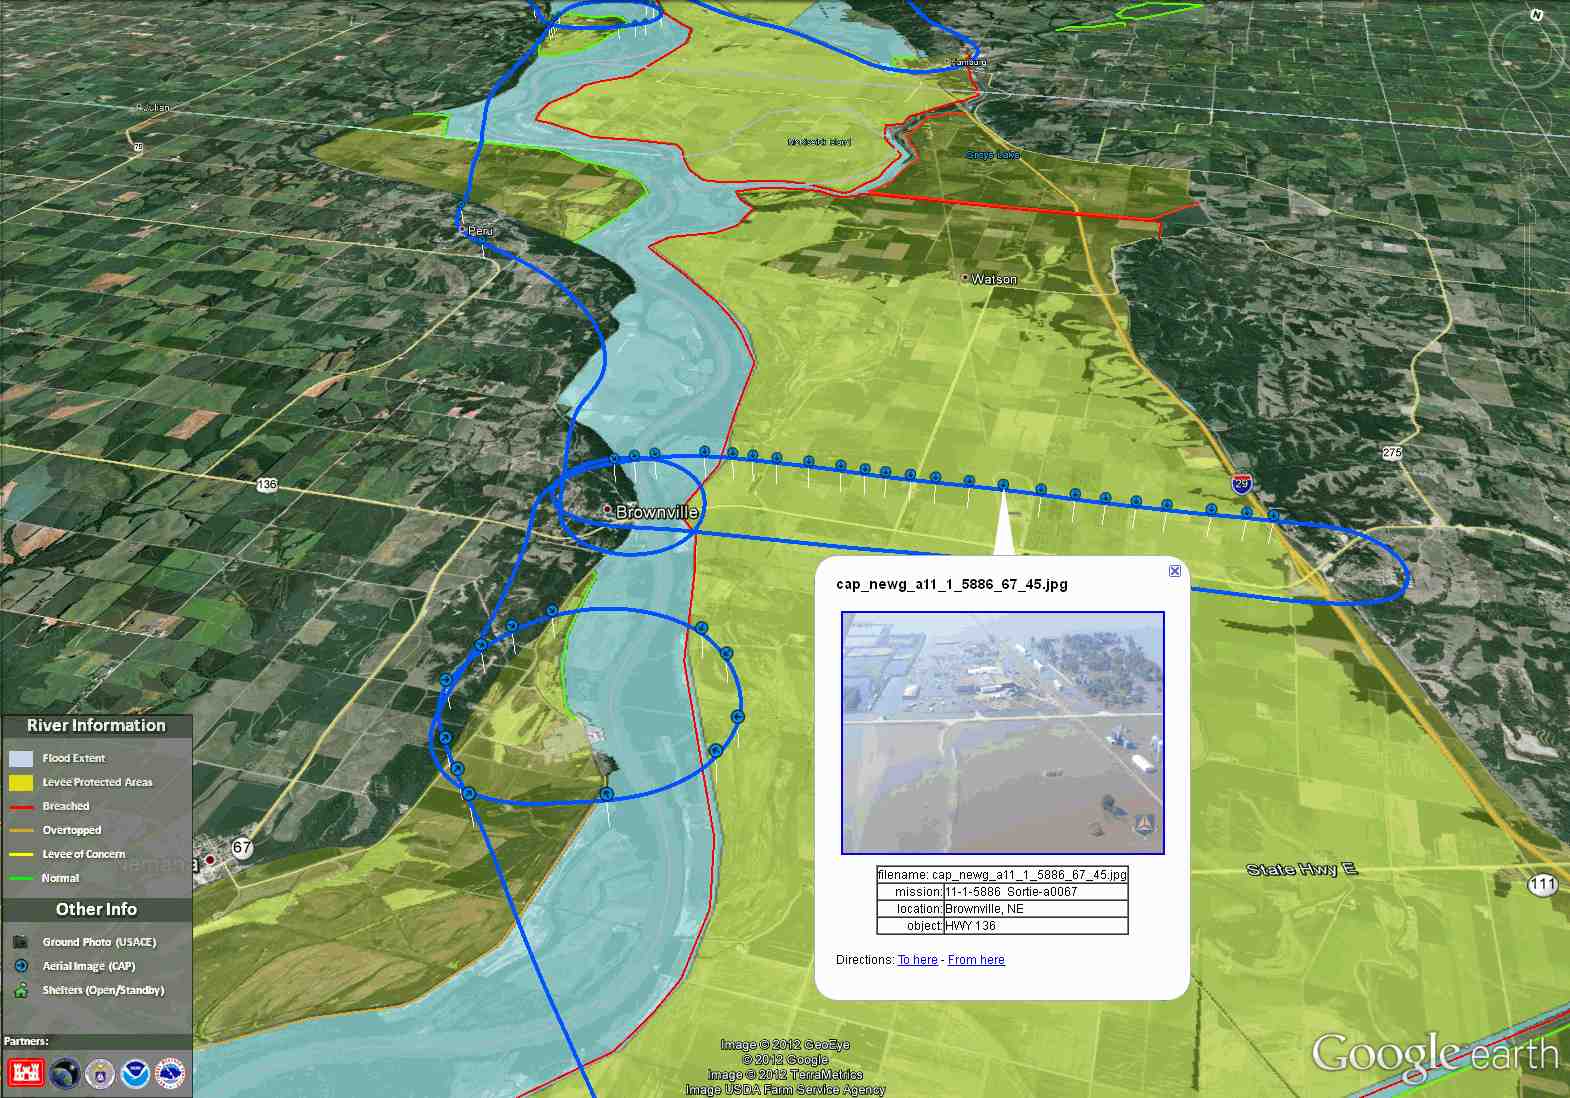 N
Hamburg
Julian
75
McKissick Island
Grays Lake
Peru
Watson
275
136
29
Brownville
cap_newg_a11_1_5886_67_45.jpg
filename: cap_newg_a11_1_5886_67_45.jpg
mission: 11-1-5886 Sortie-a0067
location: Brownville, NE
object: HWY 136
Directions: To here - From here
River Information
Flood Extent
Levee Protected Areas
Breached
Overtopped
Levee of Concern
Normal
Nemaha
67
State Hwy E
111
Other Info
Ground Photo (USACE)
Aerial Image (CAP)
Shelters (Open/Standby)
Partners:
Image © 2012 GeoEye
© 2012 Google
Image © 2012 TerraMetrics
Image USDA Farm Service Agency
Google earth